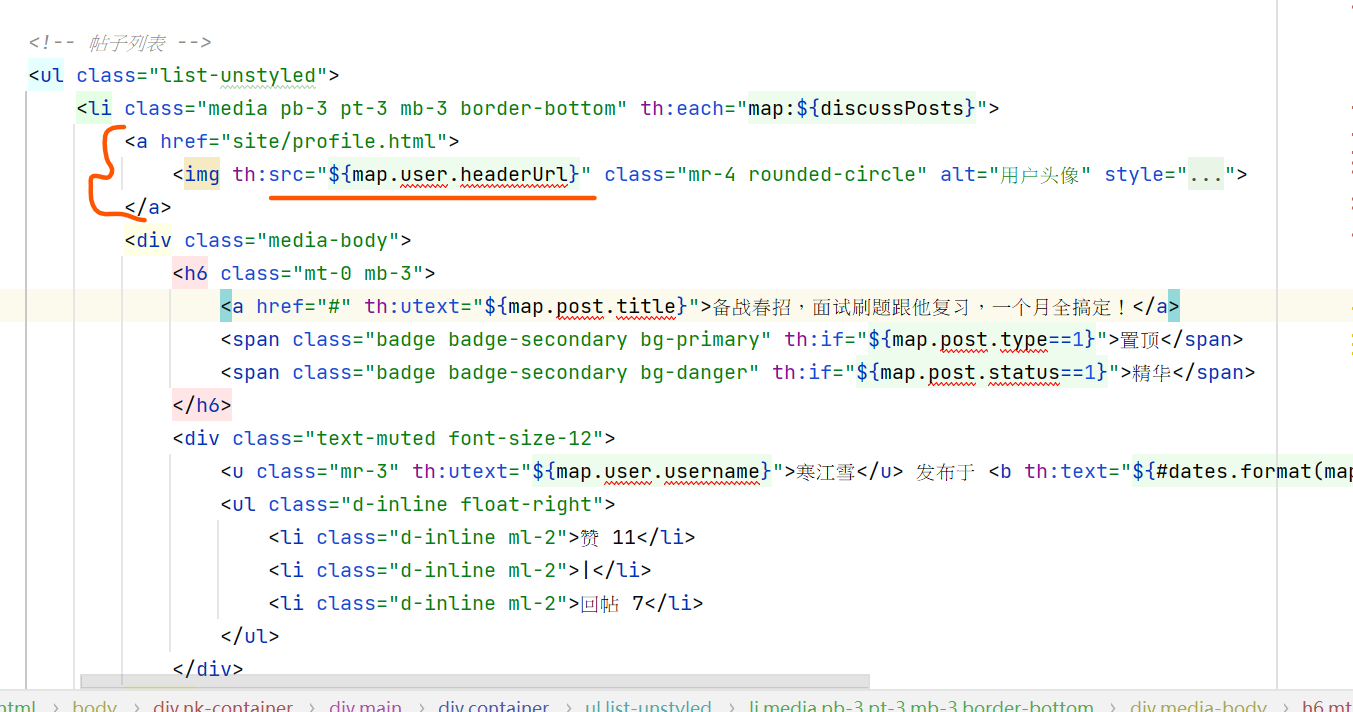 <!-- 帖子列表 -->
<ul class="list-unstyled">
<li class="media pb-3 pt-3 mb-3 border-bottom" th:each="map:${discussPosts}">
<a href="site/profile.html">
<img th:src="${map.user.headerUrl}" class="mr-4 rounded-circle" alt="用户头像" style="...">
</a>
<div class="media-body">
<h6 class="mt-0 mb-3">
<a href="#" th:utext="${map.post.title}">备战春招，面试刷题跟他复习，一个月全搞定！</a>
<span class="badge badge-secondary bg-primary" th:if="${map.post.type==1}">置顶</span>
<span class="badge badge-secondary bg-danger" th:if="${map.post.status==1}">精华</span>
</h6>
<div class="text-muted font-size-12">
<u class="mr-3" th:utext="${map.user.username}">寒江雪</u> 发布于 <b th:text="${#dates.format(map
<ul class="d-inline float-right">
<li class="d-inline ml-2">赞 11</li>
<li class="d-inline ml-2">|</li>
<li class="d-inline ml-2">回帖 7</li>
</ul>
</div>
html › body › div.nk-container › div.main › div.container › ul.list-unstyled › li.media.pb-3.pt-3.mb-3.border-bottom › div.media-body › h6.mt